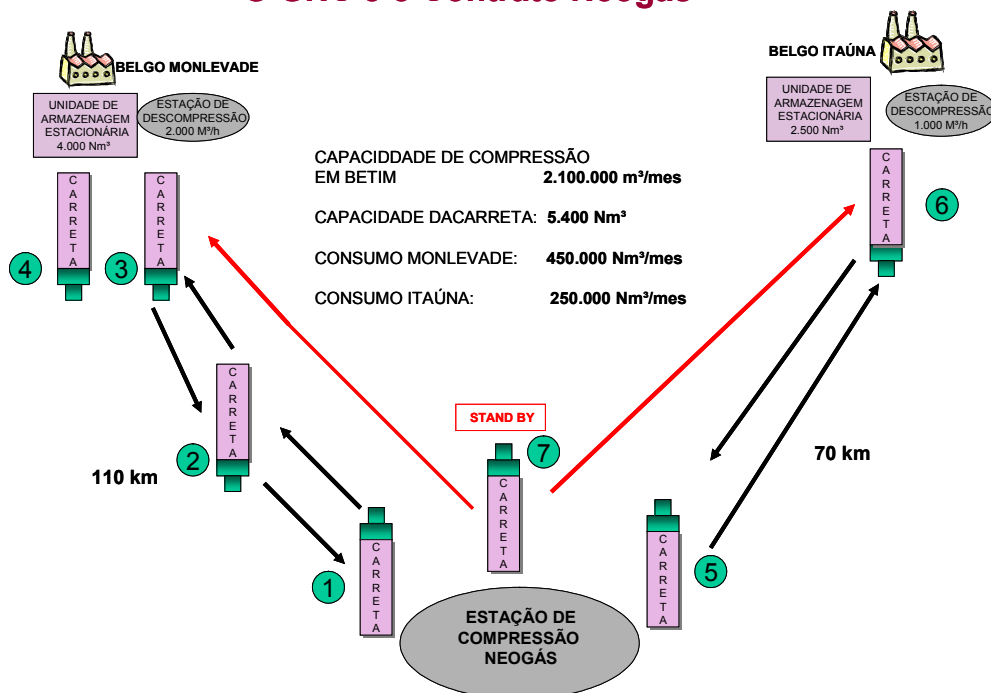 O GNC e o Contrato Neogás
BELGO MONLEVADE
UNIDADE DE
ARMAZENAGEM
ESTACIONÁRIA
4.000 Nm³
ESTAÇÃO DE
DESCOMPRESSÃO
2.000 M³/h
BELGO ITAÚNA
UNIDADE DE
ARMAZENAGEM
ESTACIONÁRIA
2.500 Nm³
ESTAÇÃO DE
DESCOMPRESSÃO
1.000 M³/h
CAPACIDDADE DE COMPRESSÃO
EM BETIM 2.100.000 m³/mes
CAPACIDADE DACARRETA: 5.400 Nm³
CONSUMO MONLEVADE: 450.000 Nm³/mes
CONSUMO ITAÚNA: 250.000 Nm³/mes
CARRETA
4
CARRETA
3
CARRETA
6
CARRETA
2
110 km
STAND BY
7
CARRETA
70 km
CARRETA
1
CARRETA
5
ESTAÇÃO DE
COMPRESSÃO
NEOGÁS